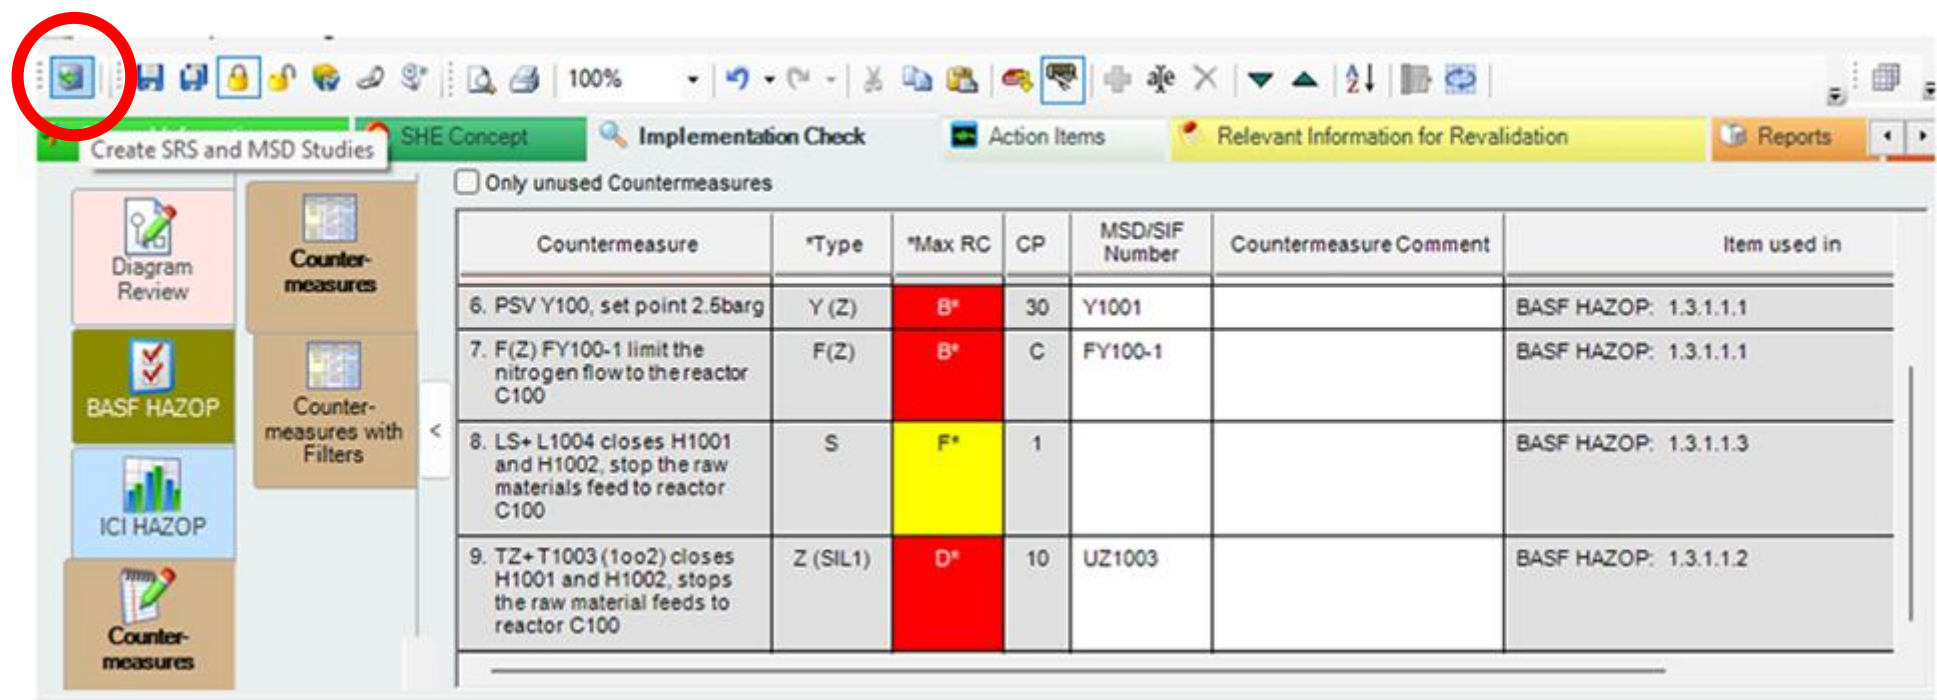 100%
SHE Concept
Implementation Check
Action Items
Relevant Information for Revalidation
Reports
Create SRS and MSD Studies
Only unused Countermeasures
Diagram
Review
BASF HAZOP
ICI HAZOP
Counter-
measures
Counter-
measures
Counter-
measures with
Filters
<
Countermeasure
*Type
*Max RC
CP
MSD/SIF
Number
Countermeasure Comment
Item used in
6. PSV Y100, set point 2.5barg
Y (Z)
B*
30
Y1001
BASF HAZOP: 1.3.1.1.1
7. F(Z) FY100-1 limit the
nitrogen flow to the reactor
C100
F(Z)
B*
C
FY100-1
BASF HAZOP: 1.3.1.1.1
8. LS+ L1004 closes H1001
and H1002, stop the raw
materials feed to reactor
C100
S
F*
1
BASF HAZOP: 1.3.1.1.3
9. TZ+ T1003 (1oo2) closes
H1001 and H1002, stops
the raw material feeds to
reactor C100
Z (SIL1)
D*
10
UZ1003
BASF HAZOP: 1.3.1.1.2